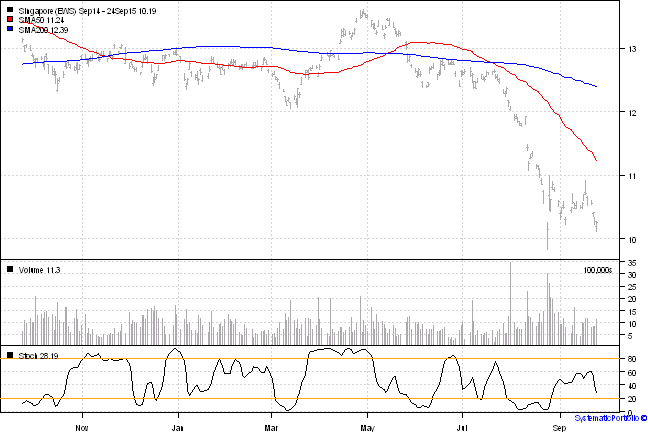 Singapore (EWS) Sep14 - 24Sep15 10.19
SMA50 11.24
SMA200 12.39
13
12
11
10
Volume 11.3
100,000s
35
30
25
20
15
10
5
Stoch 28.19
80
60
40
20
0
Nov Jan Mar May Jul Sep
SystematicPortfolio ©